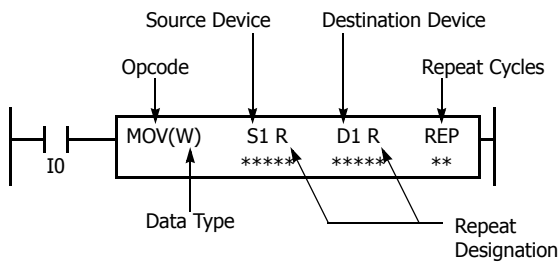 Source Device Destination Device
Opcode Repeat Cycles
MOV(W) S1 R D1 R REP
I0 ***** ***** **
Data Type Repeat
Designation